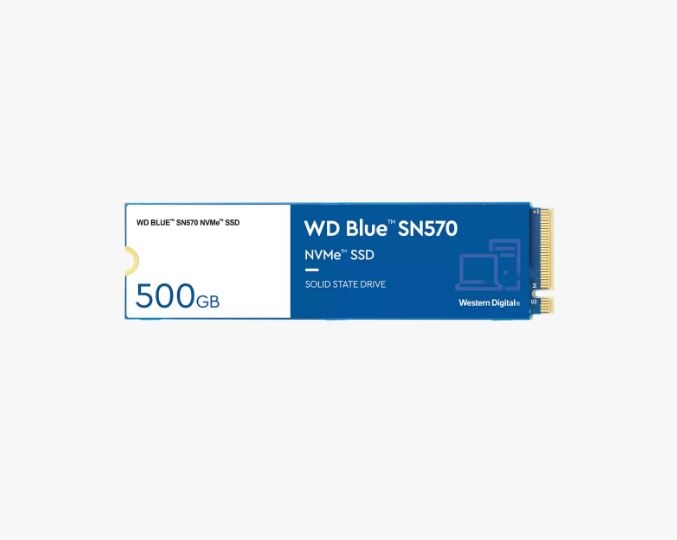 WD BLUE™ SN570 NVMe™ SSD
500GB
WD Blue™ SN570
NVMe™ SSD
SOLID STATE DRIVE
Western Digital®
M